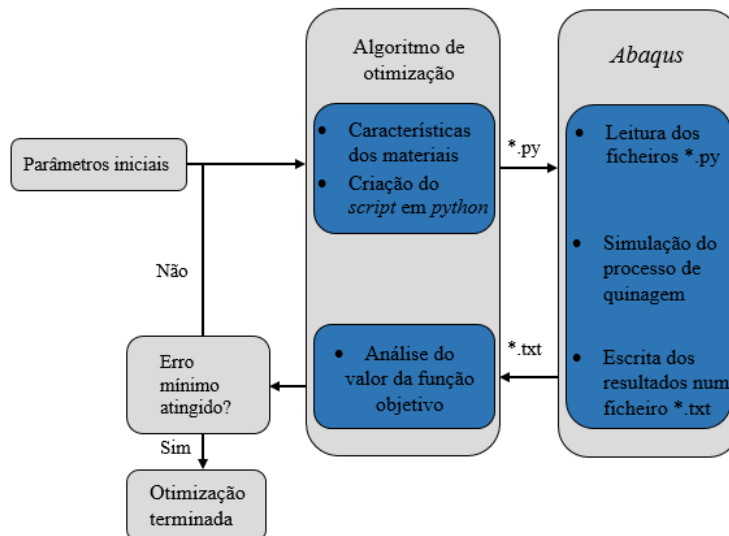 Parâmetros iniciais
Algoritmo de
otimização
• Características
dos materiais
• Criação do
script em python
*.py
Abaqus
• Leitura dos
ficheiros *.py
• Simulação do
processo de
quinagem
• Escrita dos
resultados num
ficheiro *.txt
*.txt
• Análise do
valor da função
objetivo
Erro
mínimo
atingido?
Não
Sim
Otimização
terminada